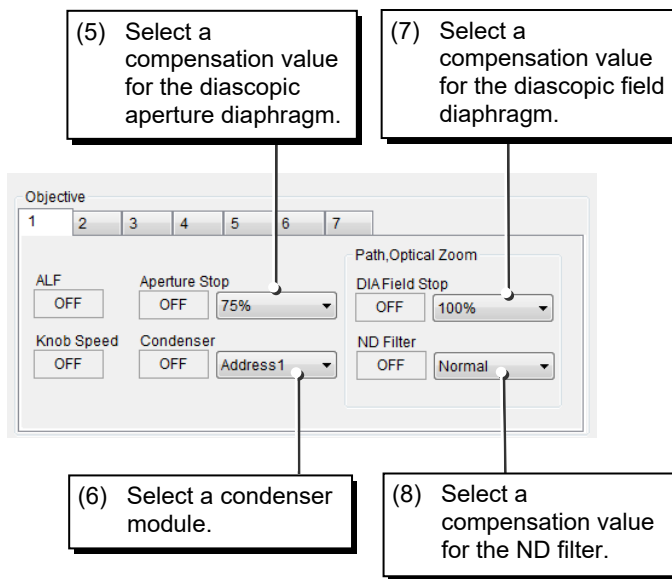 (5) Select a
compensation value
for the diascopic
aperture diaphragm.
(7) Select a
compensation value
for the diascopic field
diaphragm.
Objective
1 2 3 4 5 6 7
Path,Optical Zoom
ALF Aperture Stop DIA Field Stop
OFF OFF 75% OFF 100%
Knob Speed Condenser ND Filter
OFF OFF Address1 OFF Normal
(6) Select a condenser
module.
(8) Select a
compensation value
for the ND filter.